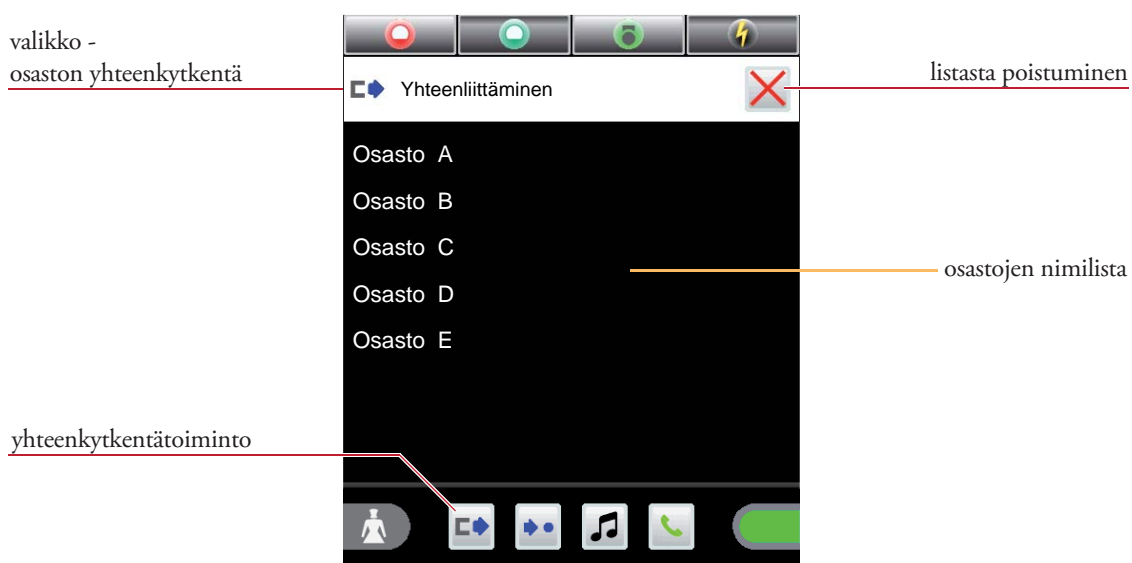 valikko -
osaston yhteenkytkentä
Yhteenliittäminen
listasta poistuminen
Osasto A
Osasto B
Osasto C
Osasto D
Osasto E
osastojen nimilista
yhteenkytkentätoiminto